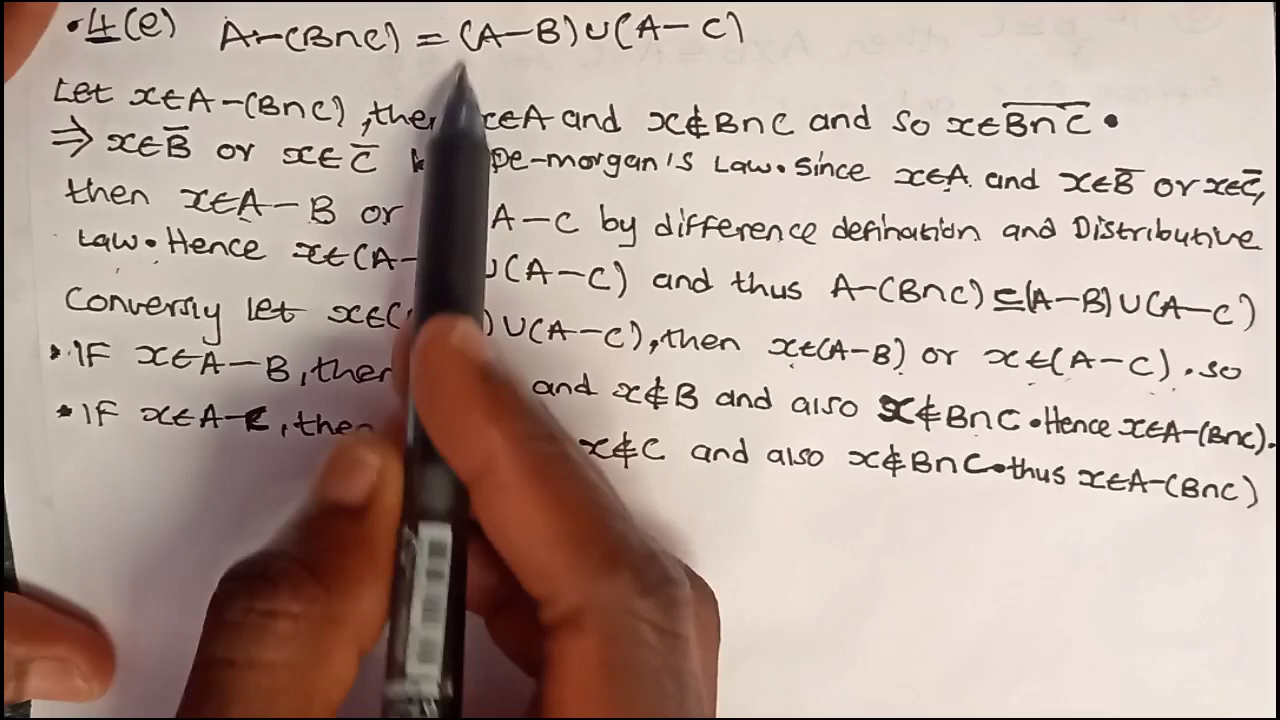 • 4(e) A-(B∩C) = (A-B)∪(A-C)
Let x∈A-(B∩C), then x∈A and x∉B∩C and so x∈B̅∩̅C̅ •
⇒ x∈B̅ or x∈C̅ De-morgan's Law. Since x∈A and x∈B̅ or x∈C̅,
then x∈A-B or A-C by difference defination and Distributive
Law. Hence x∈(A- ∪(A-C) and thus A-(B∩C)⊆(A-B)∪(A-C)
Conversly let x∈( )∪(A-C), then x∈(A-B) or x∈(A-C). so
• IF x∈A-B, then and x∉B and also x∉B∩C. Hence x∈A-(B∩C).
• IF x∈A-C, then x∉C and also x∉B∩C. thus x∈A-(B∩C)